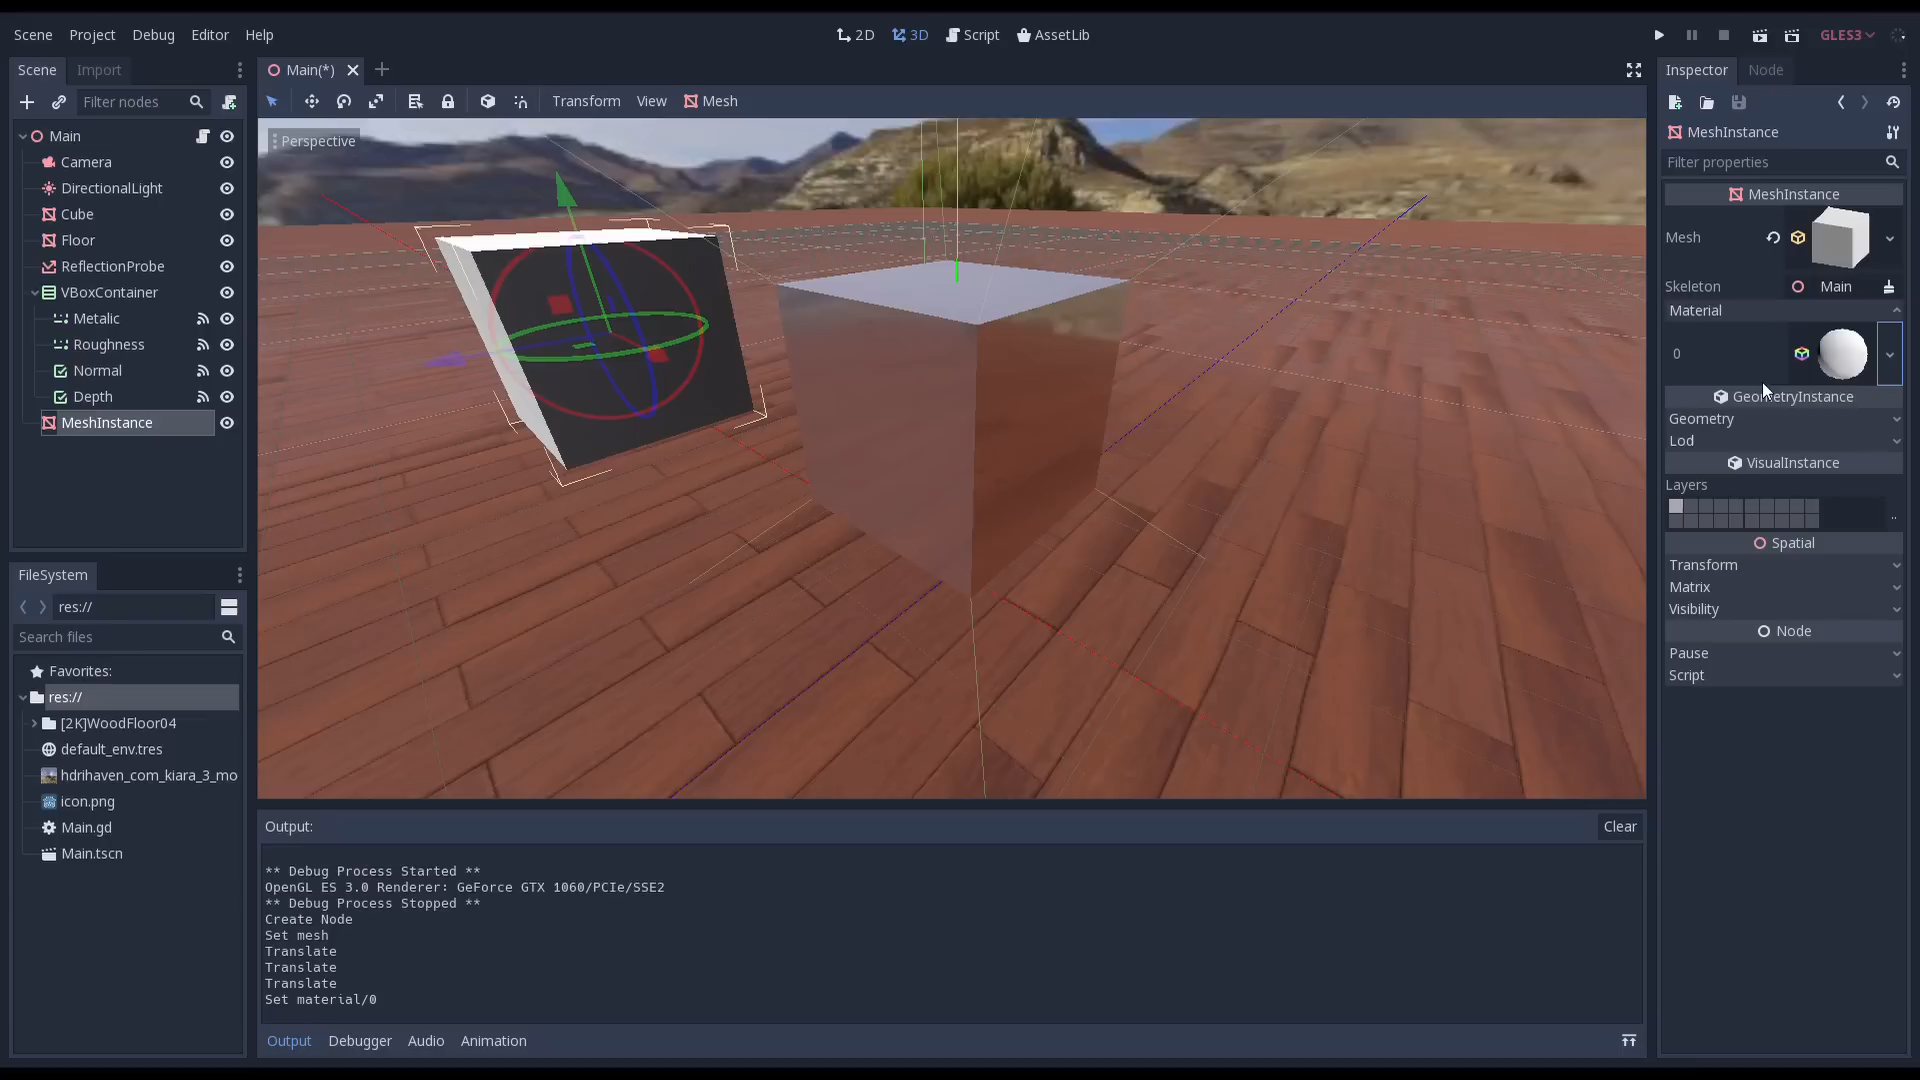 Scene Project Debug Editor Help
2D 3D Script AssetLib
GLES3
Scene Import
Filter nodes
Main
Camera
DirectionalLight
Cube
Floor
ReflectionProbe
VBoxContainer
Metalic
Roughness
Normal
Depth
MeshInstance
FileSystem
res://
Search files
Favorites:
res://
[2K]WoodFloor04
default_env.tres
hdrihaven_com_kiara_3_mo
icon.png
Main.gd
Main.tscn
Main(*)
Transform View Mesh
Perspective
Output:
Clear
** Debug Process Started **
OpenGL ES 3.0 Renderer: GeForce GTX 1060/PCIe/SSE2
** Debug Process Stopped **
Create Node
Set mesh
Translate
Translate
Translate
Set material/0
Output Debugger Audio Animation
Inspector Node
MeshInstance
Filter properties
MeshInstance
Mesh
Skeleton Main
Material
0
GeometryInstance
Geometry
Lod
VisualInstance
Layers
..
Spatial
Transform
Matrix
Visibility
Node
Pause
Script